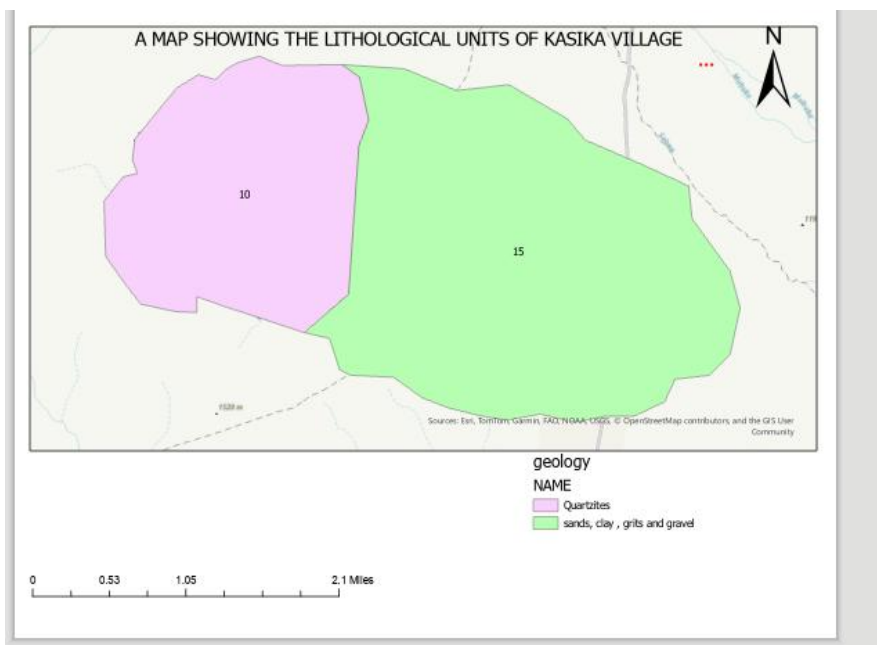 A MAP SHOWING THE LITHOLOGICAL UNITS OF KASIKA VILLAGE
N
10
15
Sources: Esri, TomTom, Garmin, FAO, NOAA, USGS, © OpenStreetMap contributors, and the GIS User
Community
geology
NAME
Quartzites
sands, clay , grits and gravel
0 0.53 1.05 2.1 Miles